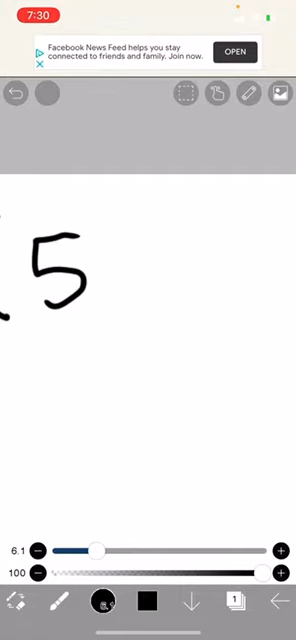 7:30
Facebook News Feed helps you stay
connected to friends and family. Join now.
OPEN
5
6.1
100
1